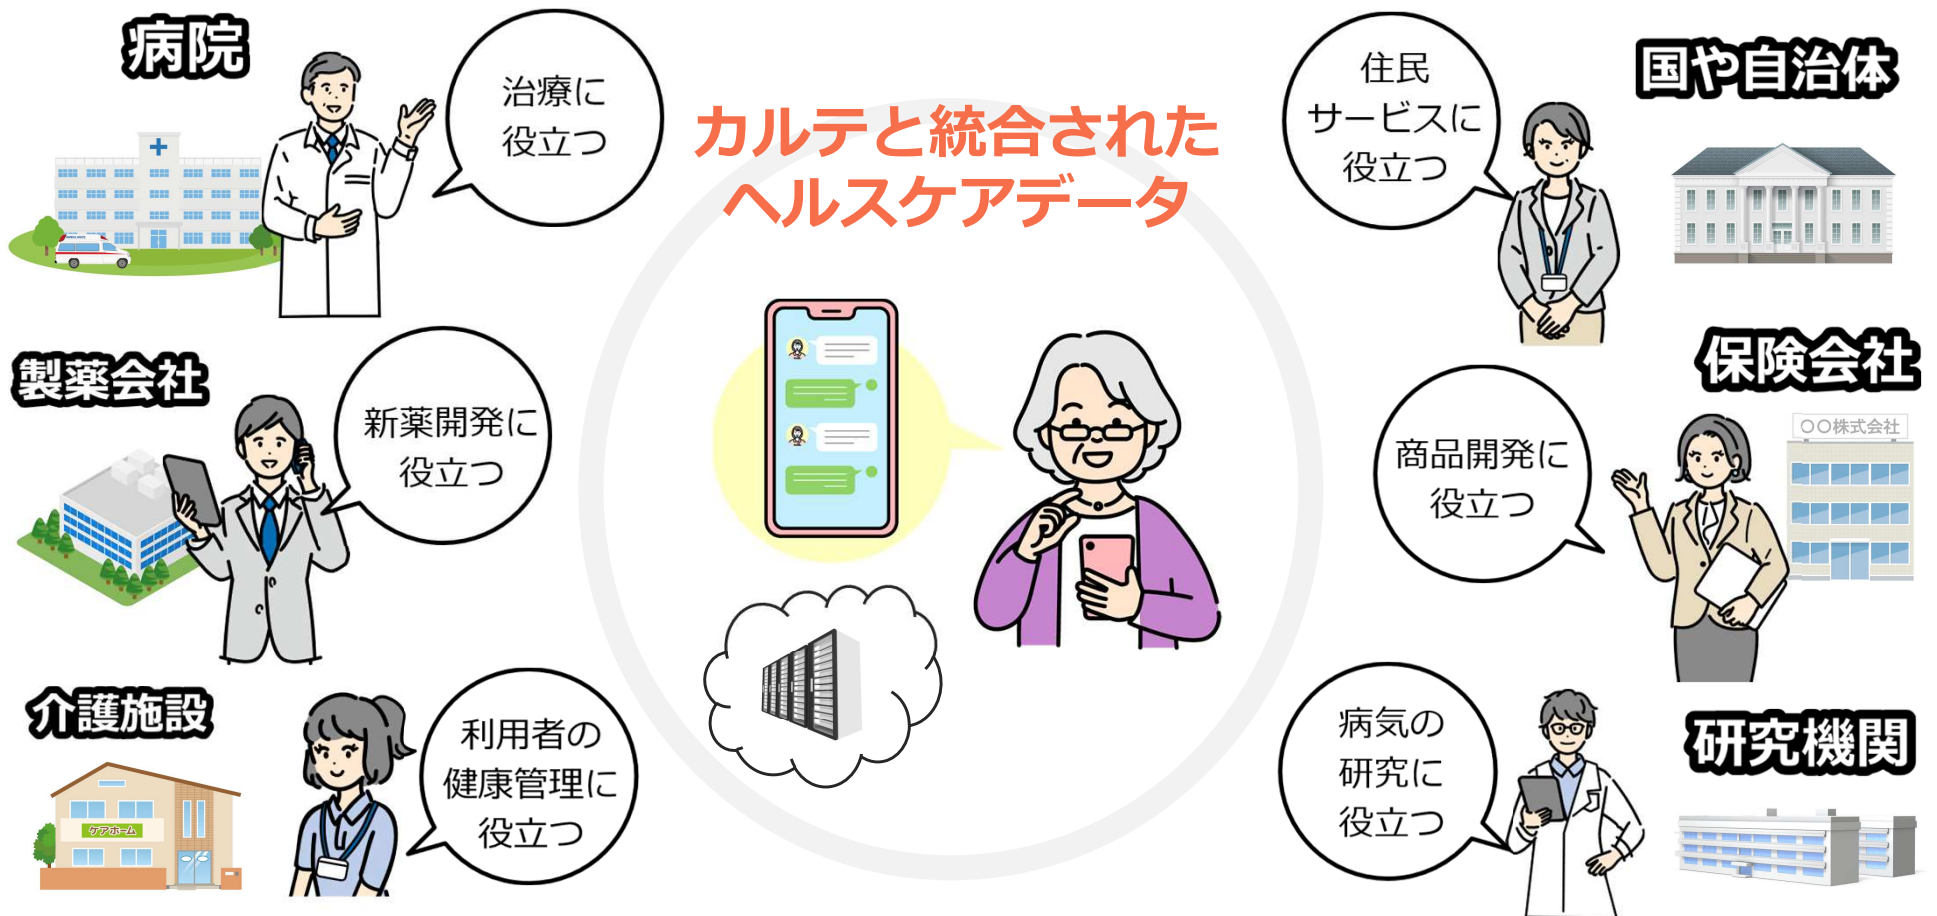 病院
治療に
役立つ
カルテと統合された
ヘルスケアデータ
住民
サービスに
役立つ
国や自治体
製薬会社
新薬開発に
役立つ
保険会社
〇〇株式会社
商品開発に
役立つ
介護施設
ケアホーム
利用者の
健康管理に
役立つ
病気の
研究に
役立つ
研究機関